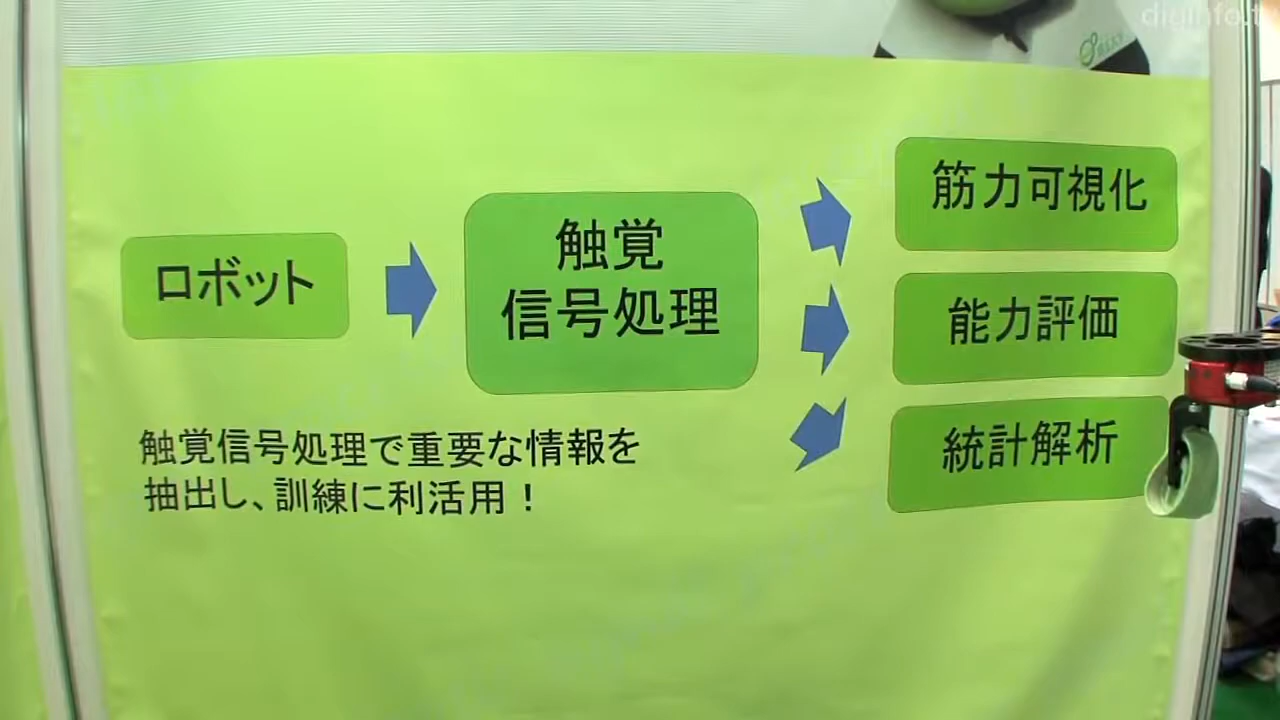 diginfo.tv
ロボット
触覚
信号処理
筋力可視化
能力評価
統計解析
触覚信号処理で重要な情報を
抽出し、訓練に利活用！